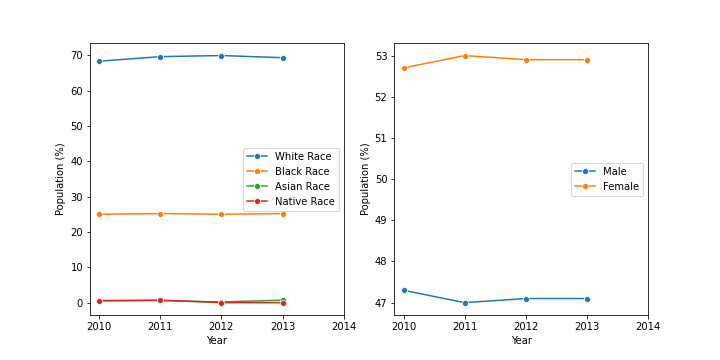 70
60
50
40
30
20
10
0
Population (%)
2010 2011 2012 2013 2014
Year
White Race
Black Race
Asian Race
Native Race
53
52
51
50
49
48
47
Population (%)
2010 2011 2012 2013 2014
Year
Male
Female